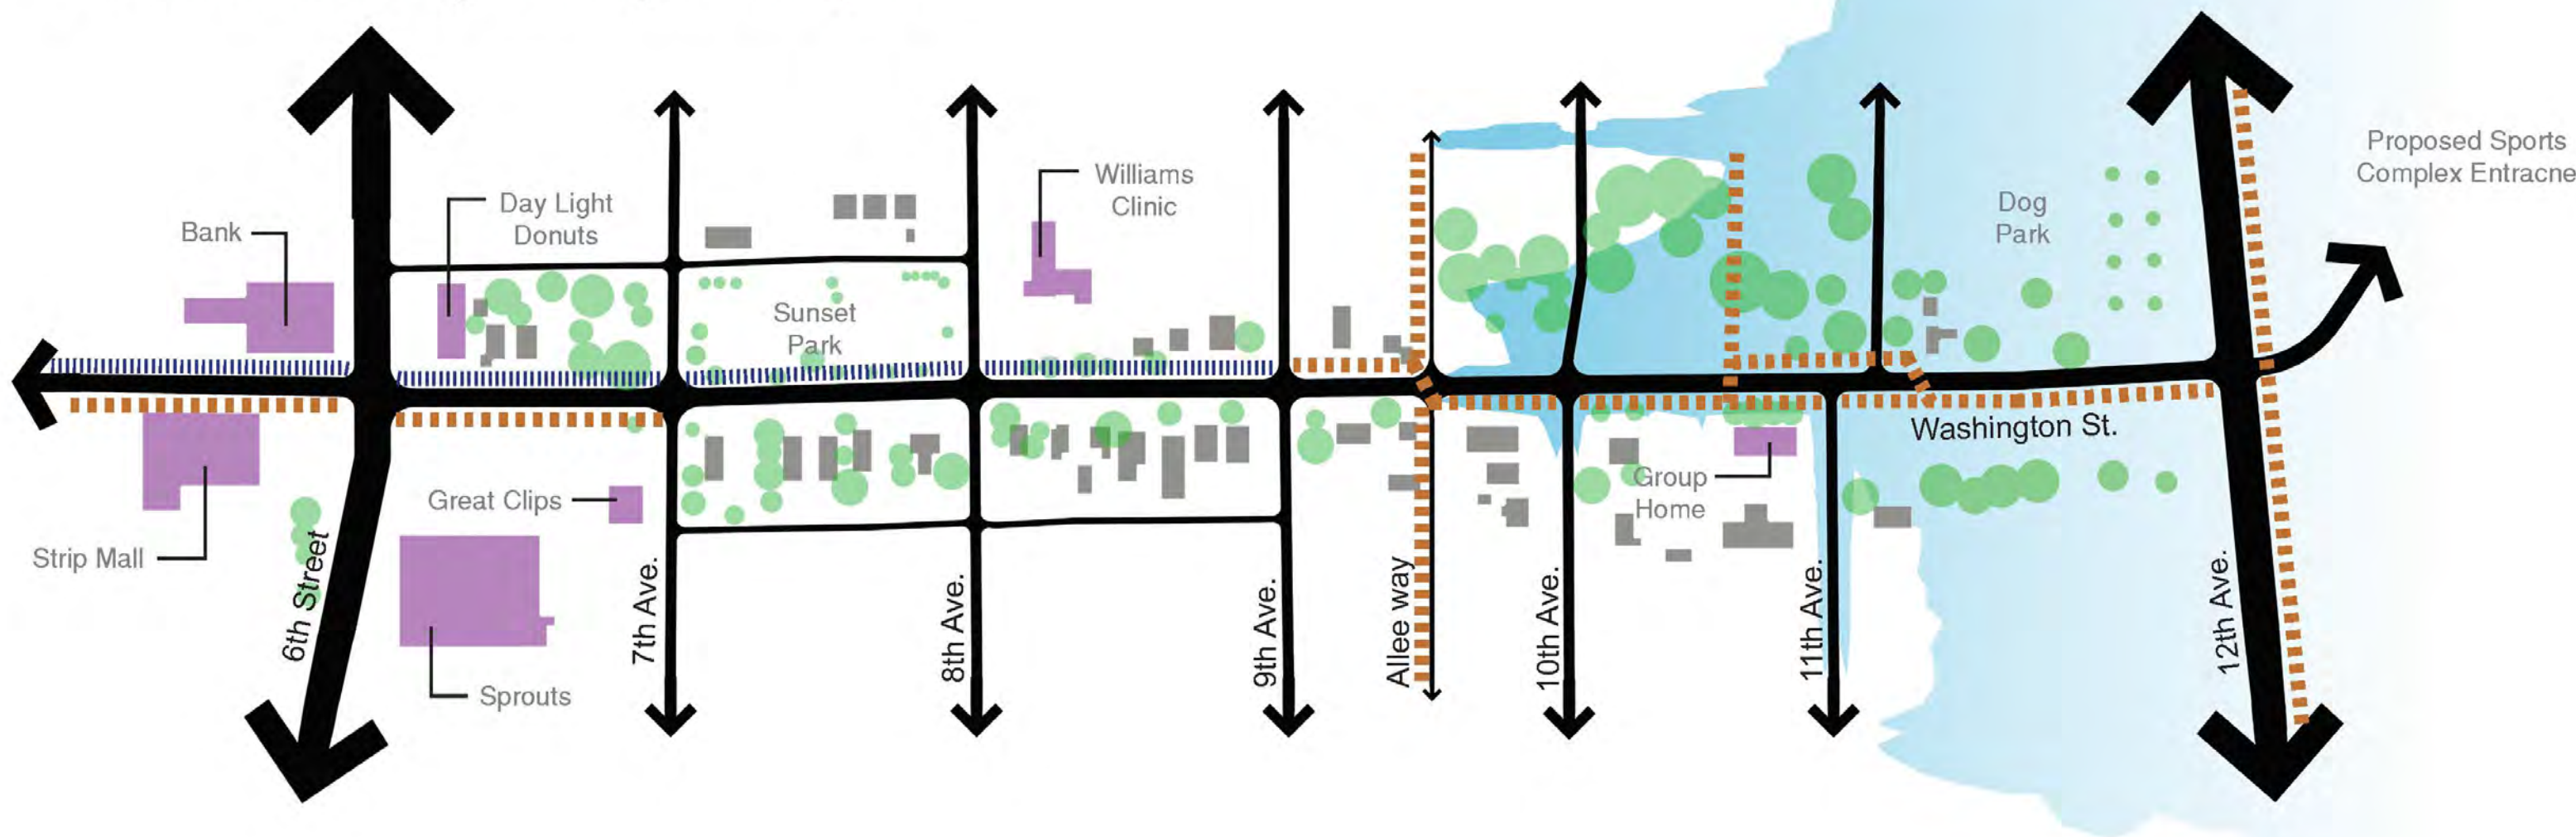 Proposed Sports
Complex Entracne
Williams
Clinic
Day Light
Donuts
Bank
Dog
Park
Sunset
Park
Washington St.
Group
Home
Great Clips
Strip Mall
Sprouts
6th Street
7th Ave.
8th Ave.
9th Ave.
Allee way
10th Ave.
11th Ave.
12th Ave.